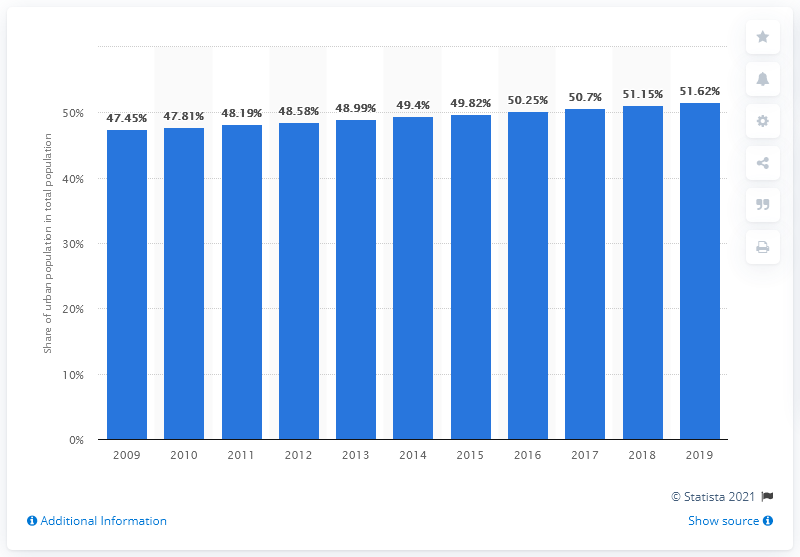 Share of urban population in total population
50%
40%
30%
20%
10%
0%
47.45% 47.81% 48.19% 48.58% 48.99% 49.4% 49.82% 50.25% 50.7% 51.15% 51.62%
2009 2010 2011 2012 2013 2014 2015 2016 2017 2018 2019
© Statista 2021
Additional Information
Show source